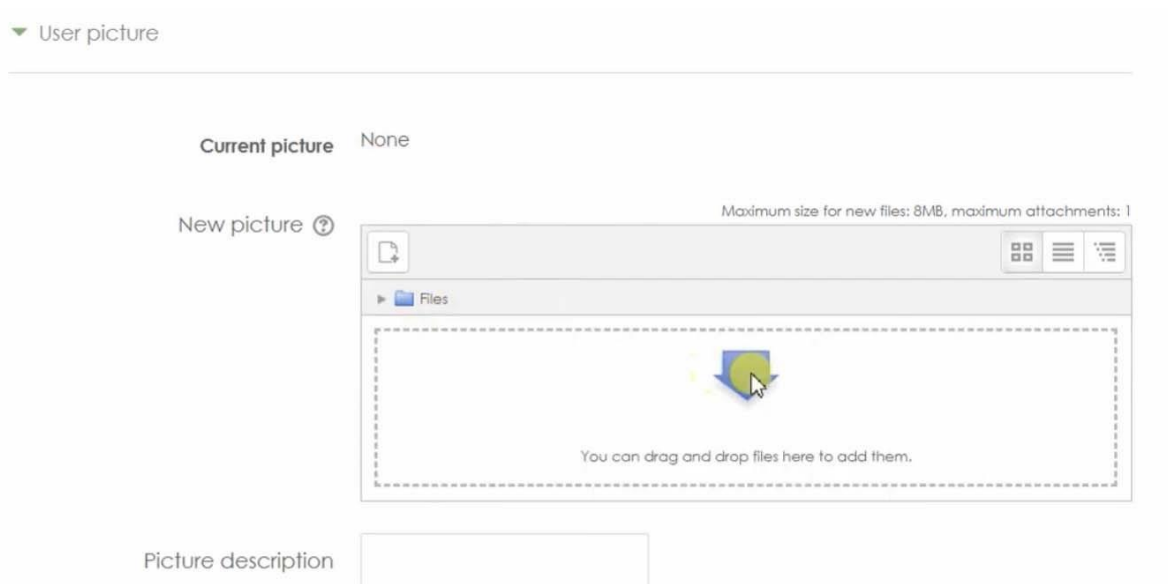 User picture
Current picture None
New picture
Maximum size for new files: 8MB, maximum attachments: 1
Files
You can drag and drop files here to add them.
Picture description